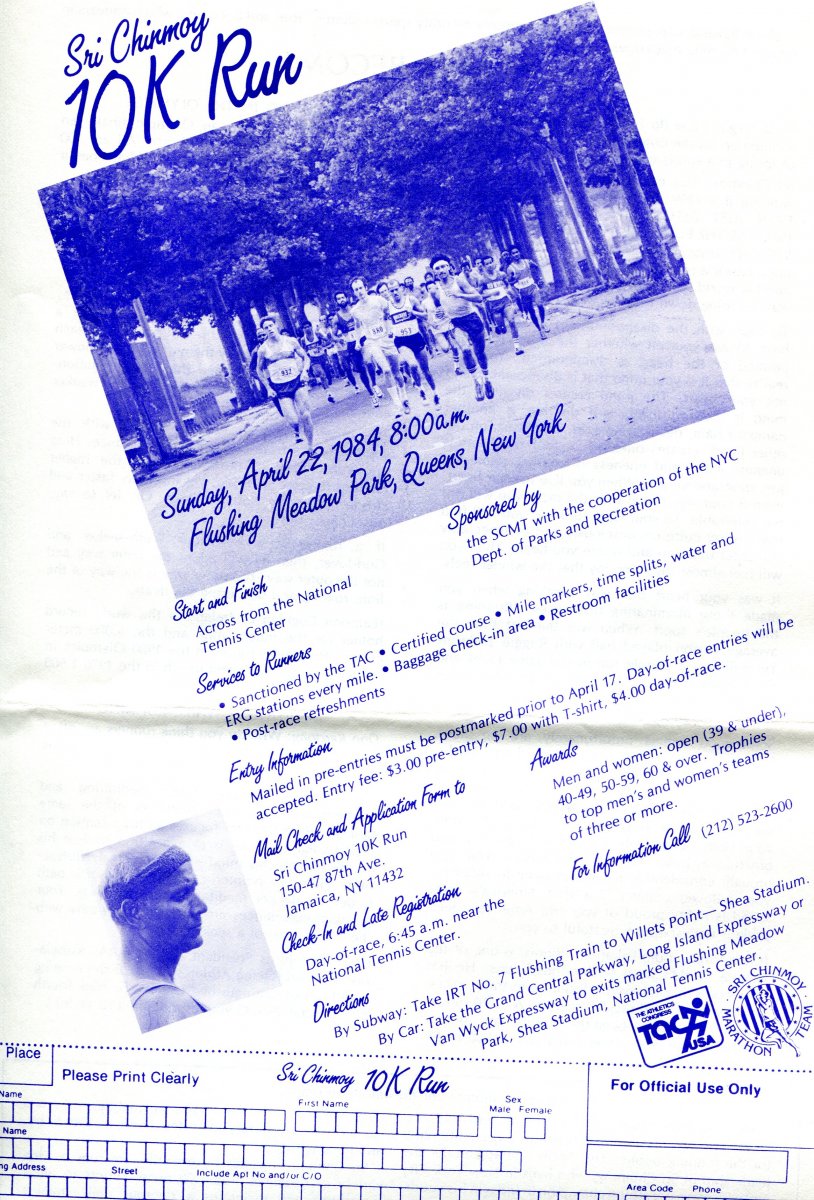 Sri Chinmoy
10K Run
932
580
953
Sunday, April 22, 1984, 8:00 a.m.
Flushing Meadow Park, Queens, New York
Sponsored by
the SCMT with the cooperation of the NYC
Dept. of Parks and Recreation
Start and Finish
Across from the National
Tennis Center
Services to Runners
• Sanctioned by the TAC • Certified course • Mile markers, time splits, water and
ERG stations every mile. • Baggage check-in area • Restroom facilities
• Post-race refreshments
Entry Information
Mailed in pre-entries must be postmarked prior to April 17. Day-of-race entries will be
accepted. Entry fee: $3.00 pre-entry, $7.00 with T-shirt, $4.00 day-of-race.
Mail Check and Application Form to
Sri Chinmoy 10K Run
150-47 87th Ave.
Jamaica, NY 11432
Awards
Men and women: open (39 & under),
40-49, 50-59, 60 & over. Trophies
to top men's and women's teams
of three or more.
For Information Call (212) 523-2600
Check-In and Late Registration
Day-of-race, 6:45 a.m. near the
National Tennis Center.
Directions
By Subway: Take IRT No. 7 Flushing Train to Willets Point—Shea Stadium.
By Car: Take the Grand Central Parkway, Long Island Expressway or
Van Wyck Expressway to exits marked Flushing Meadow
Park, Shea Stadium, National Tennis Center.
THE ATHLETICS
CONGRESS
TAC
USA
SRI CHINMOY
MARATHON TEAM
Place
Please Print Clearly
Sri Chinmoy 10K Run
For Official Use Only
Name
First Name
Sex
Male Female
Name
ng Address
Street
Include Apt No and/or C/O
Area Code
Phone